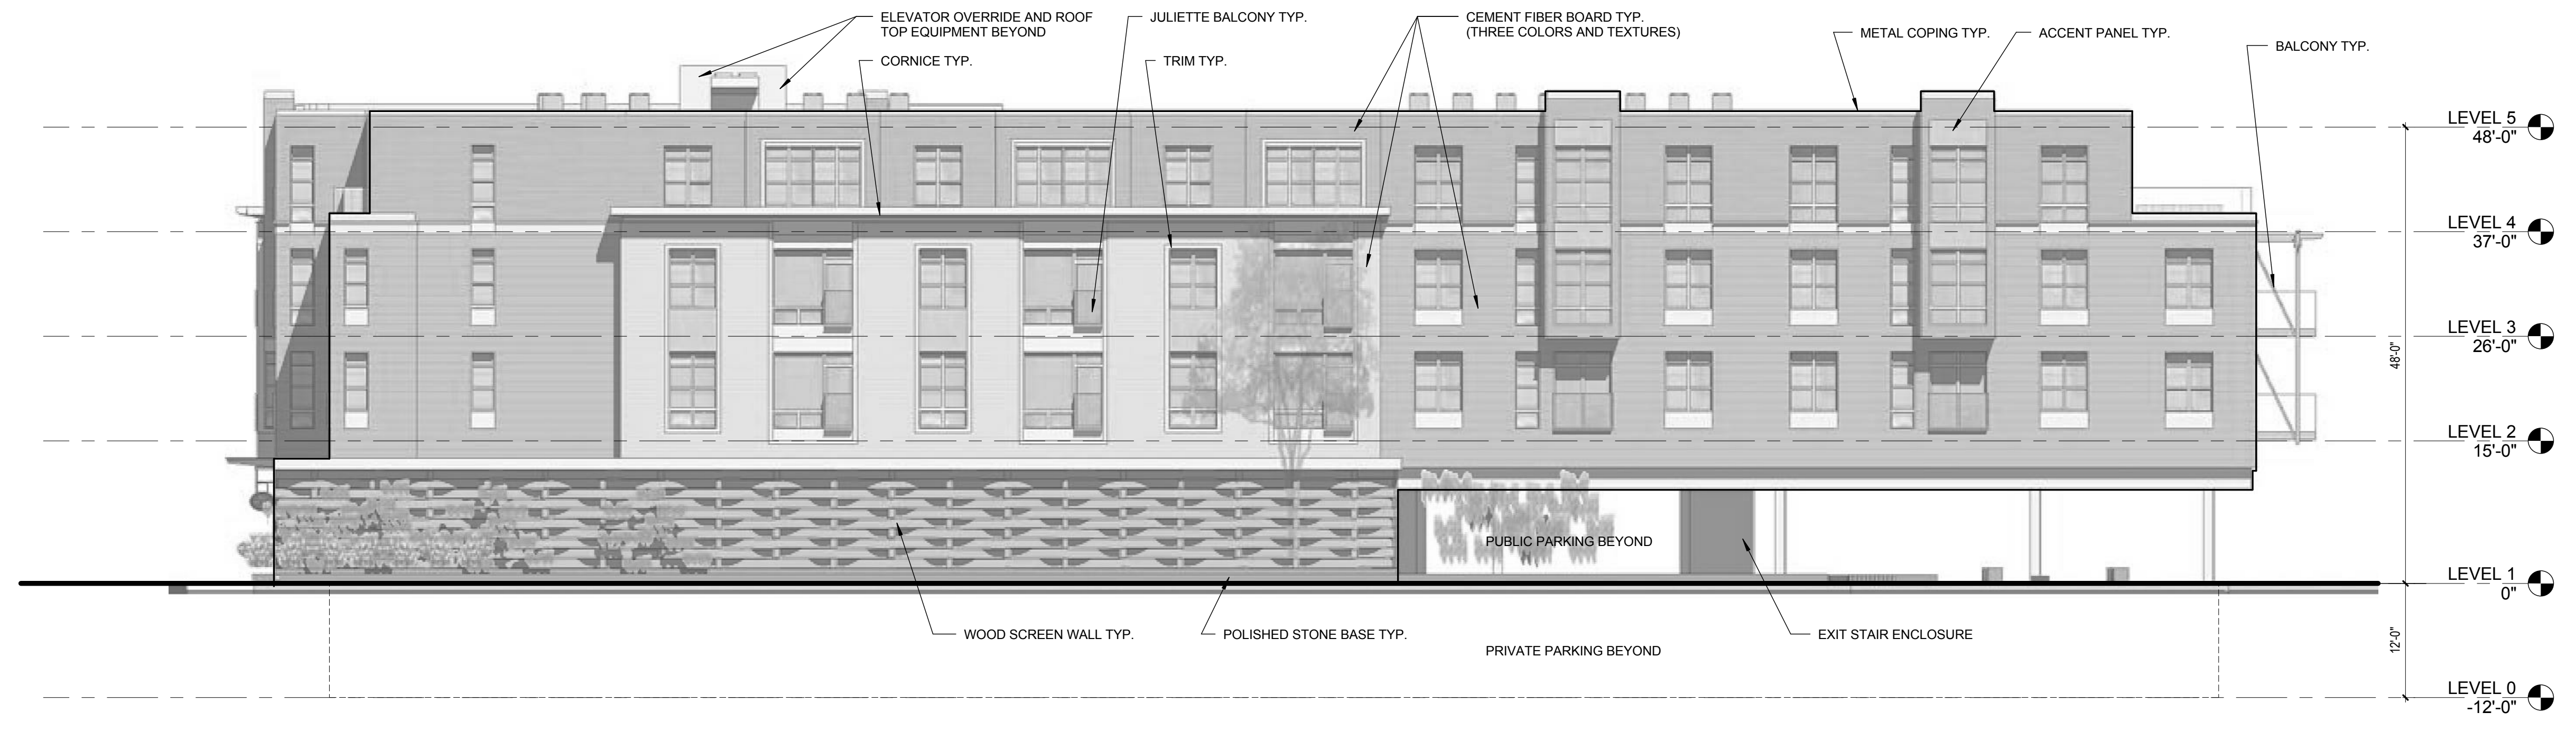 ELEVATOR OVERRIDE AND ROOF
TOP EQUIPMENT BEYOND
JULIETTE BALCONY TYP.
CEMENT FIBER BOARD TYP.
(THREE COLORS AND TEXTURES)
METAL COPING TYP.
ACCENT PANEL TYP.
BALCONY TYP.
CORNICE TYP.
TRIM TYP.
LEVEL 5
48'-0"
LEVEL 4
37'-0"
LEVEL 3
26'-0"
48'-0"
LEVEL 2
15'-0"
PUBLIC PARKING BEYOND
LEVEL 1
0"
WOOD SCREEN WALL TYP.
POLISHED STONE BASE TYP.
EXIT STAIR ENCLOSURE
PRIVATE PARKING BEYOND
12'-0"
LEVEL 0
-12'-0"